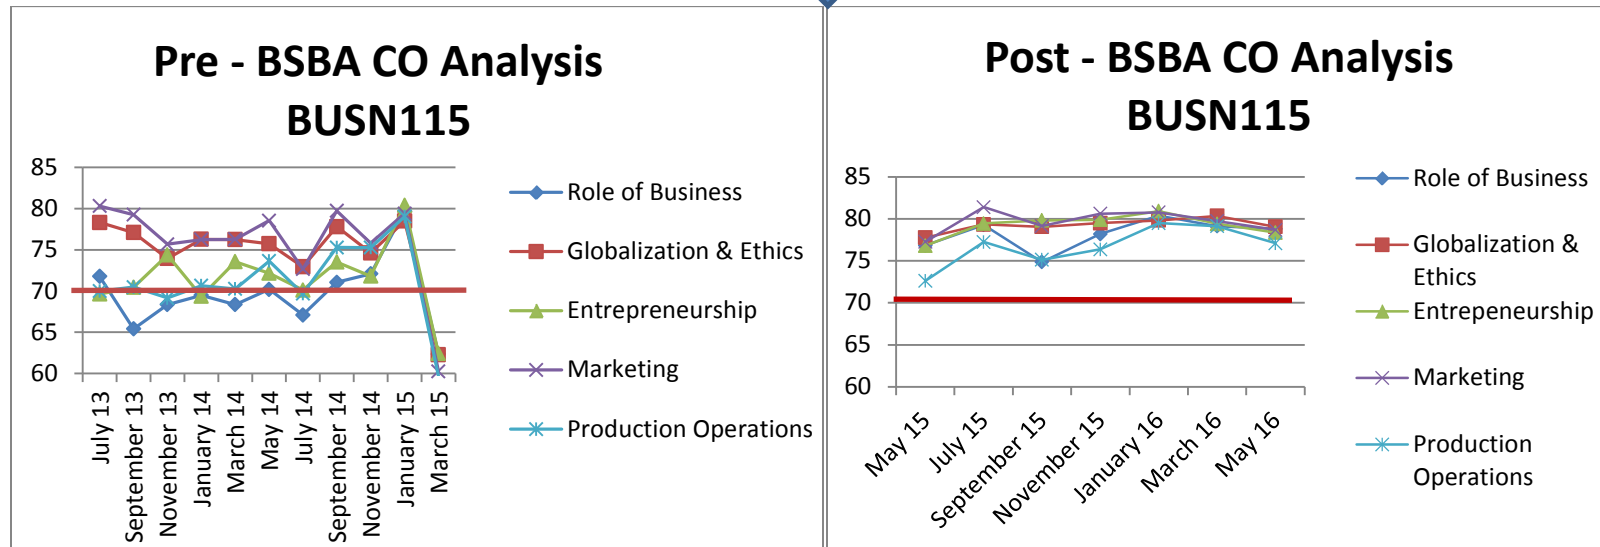 Pre - BSBA CO Analysis
BUSN115
85
80
75
70
65
60
July 13
September 13
November 13
January 14
March 14
May 14
July 14
September 14
November 14
January 15
March 15
Role of Business
Globalization & Ethics
Entrepreneurship
Marketing
Production Operations
Post - BSBA CO Analysis
BUSN115
85
80
75
70
65
60
May 15
July 15
September 15
November 15
January 16
March 16
May 16
Role of Business
Globalization &
Ethics
Entrepeneurship
Marketing
Production
Operations